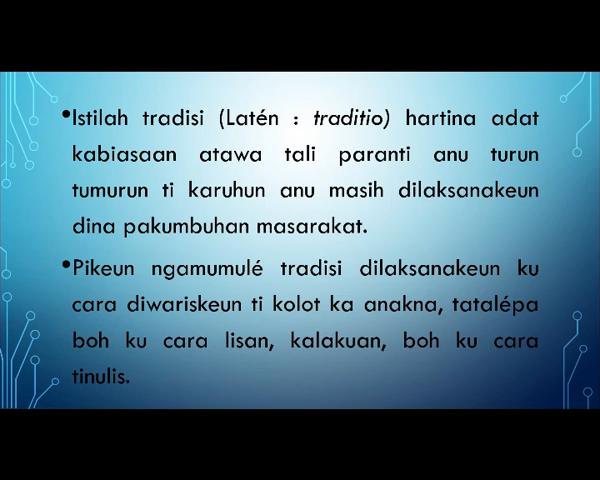 •Istilah tradisi (Latén : traditio) hartina adat
kabiasaan atawa tali paranti anu turun
tumurun ti karuhun anu masih dilaksanakeun
dina pakumbuhan masarakat.
•Pikeun ngamumulé tradisi dilaksanakeun ku
cara diwariskeun ti kolot ka anakna, tatalépa
boh ku cara lisan, kalakuan, boh ku cara
tinulis.